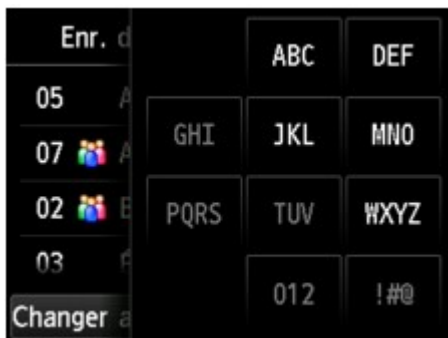 Enr. d
ABC DEF
05 A
GHI JKL MNO
07 A
02 B
PQRS TUV WXYZ
03 É
012 !#@
Changer a